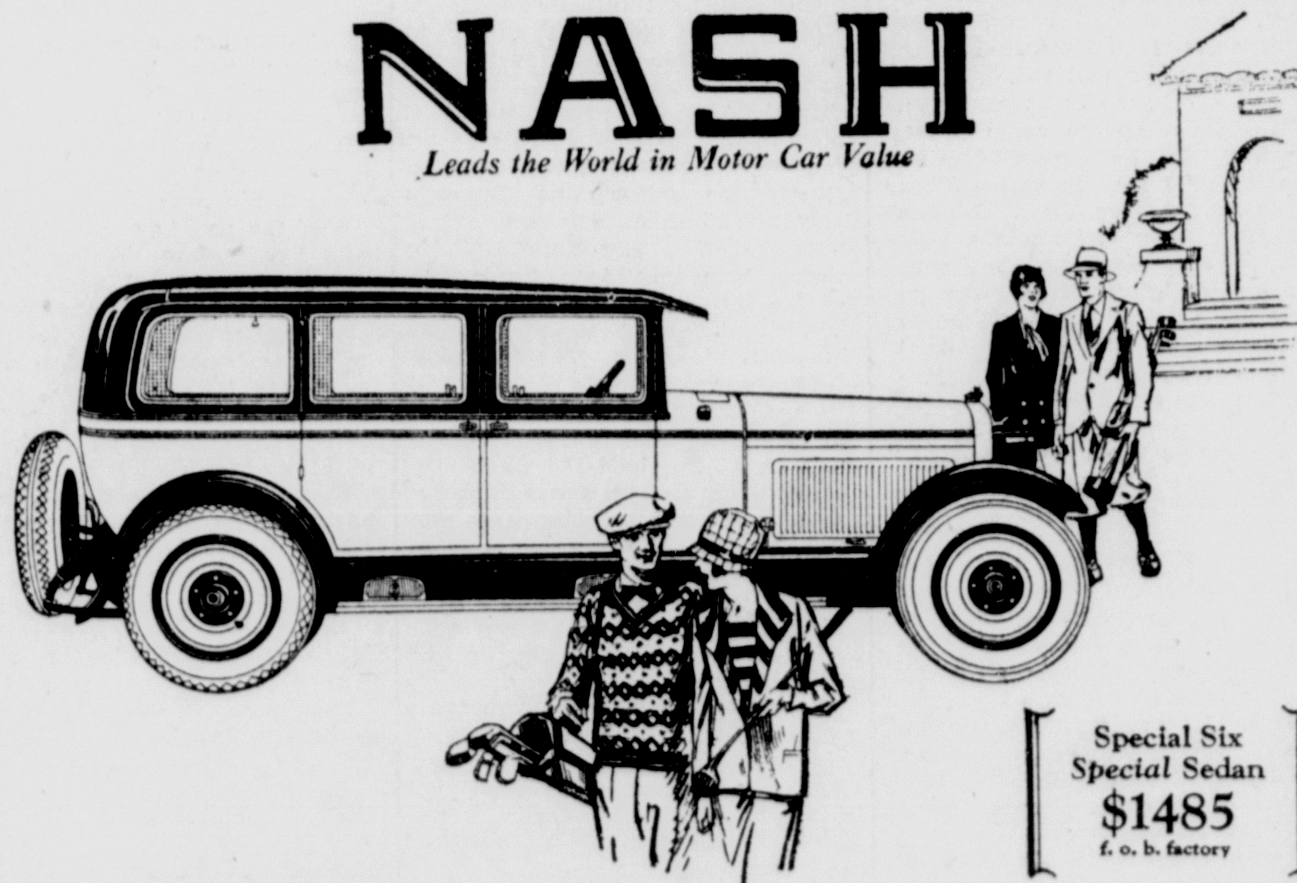 NASH
Leads the World in Motor Car Value
Special Six
Special Sedan
$1485
f. o. b. factory